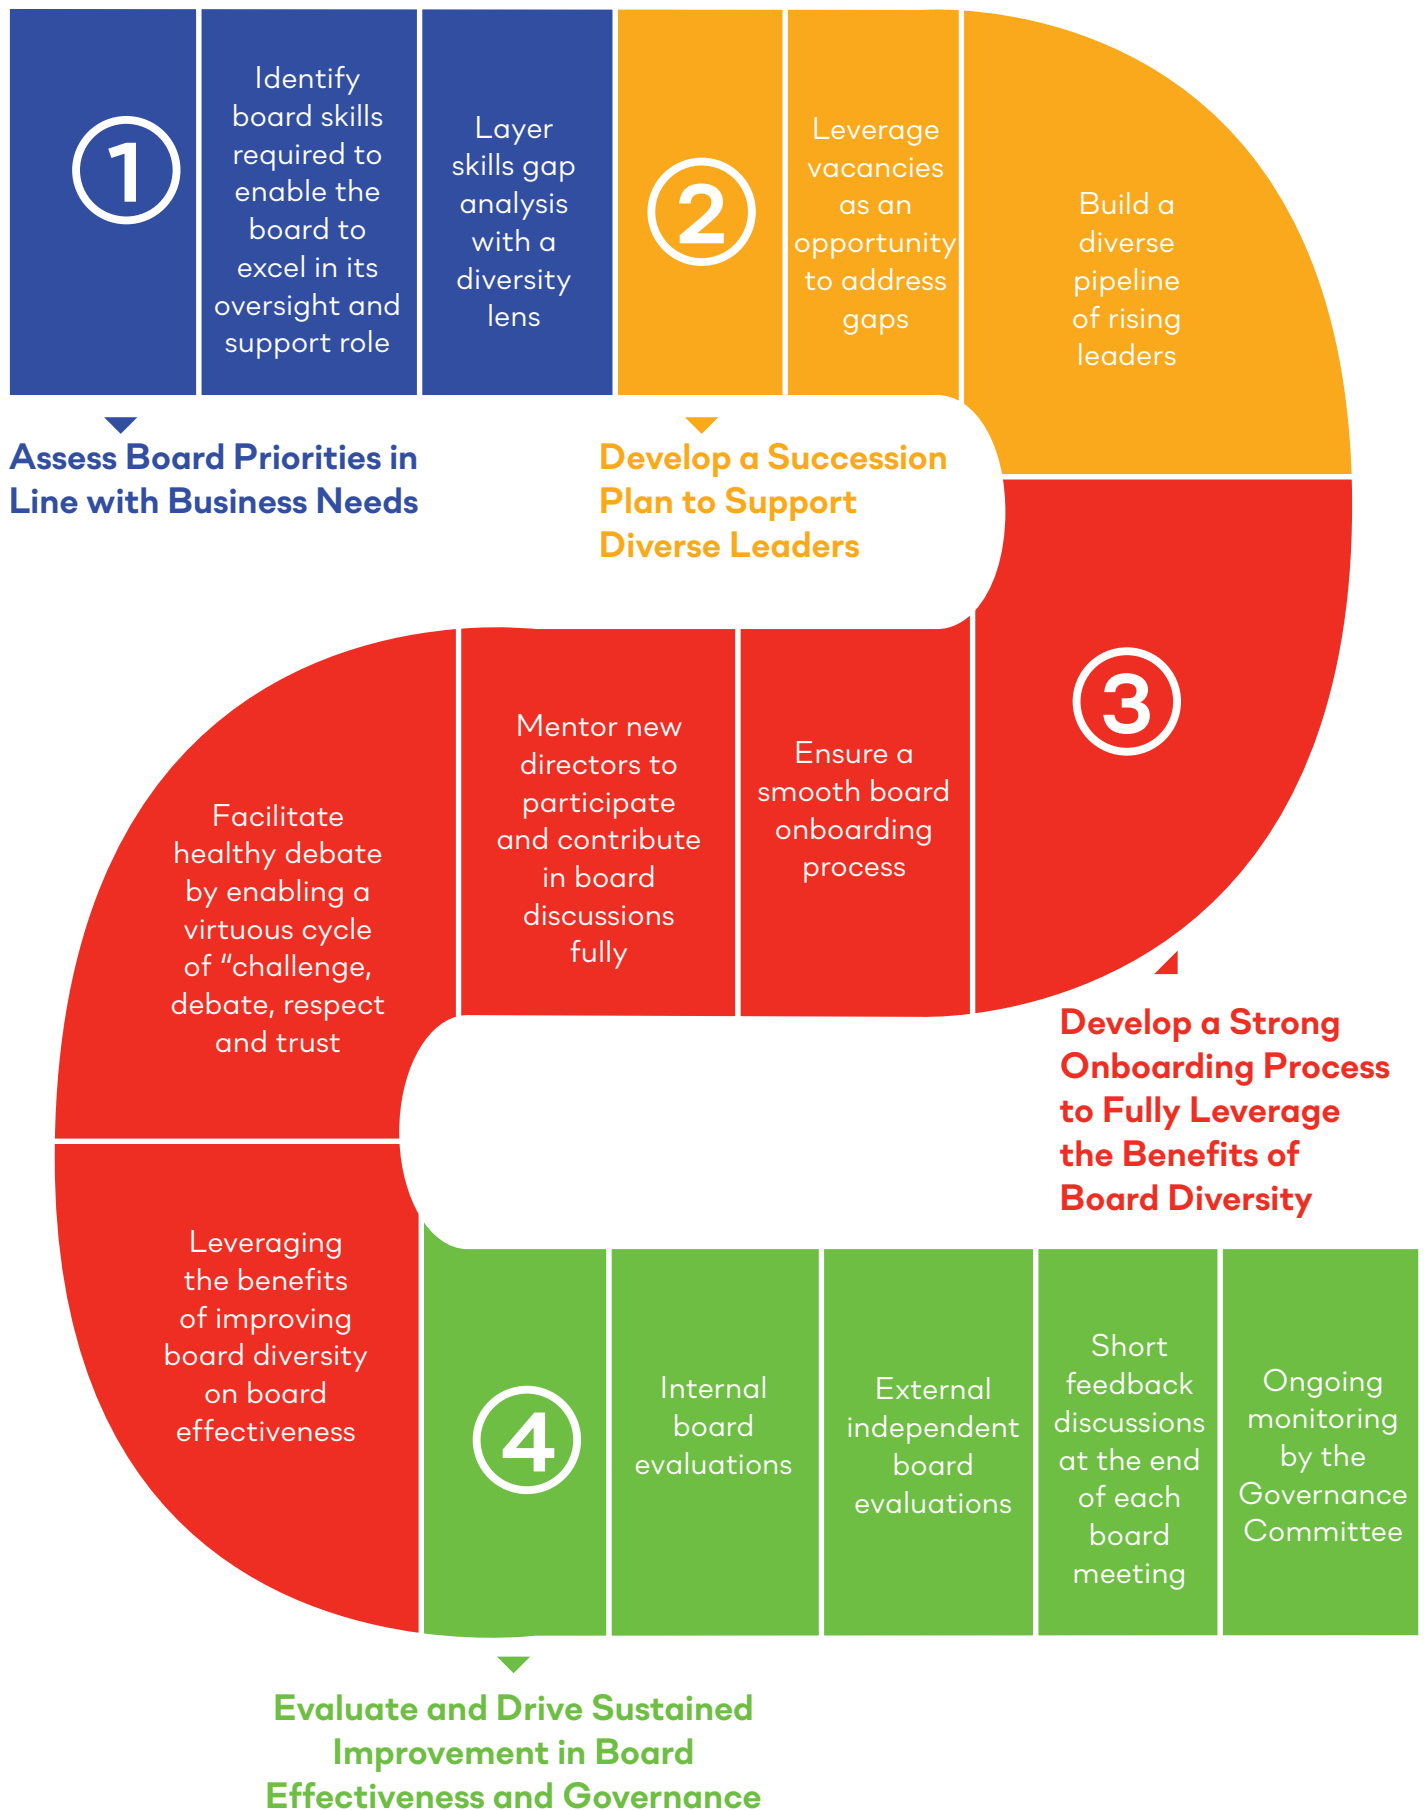 1
Identify
board skills
required to
enable the
board to
excel in its
oversight and
support role
Layer
skills gap
analysis
with a
diversity
lens
2
Leverage
vacancies
as an
opportunity
to address
gaps
Build a
diverse
pipeline
of rising
leaders
Assess Board Priorities in
Line with Business Needs
Develop a Succession
Plan to Support
Diverse Leaders
3
Ensure a
smooth board
onboarding
process
Mentor new
directors to
participate
and contribute
in board
discussions
fully
Facilitate
healthy debate
by enabling a
virtuous cycle
of “challenge,
debate, respect
and trust
Develop a Strong
Onboarding Process
to Fully Leverage
the Benefits of
Board Diversity
Leveraging
the benefits
of improving
board diversity
on board
effectiveness
4
Internal
board
evaluations
External
independent
board
evaluations
Short
feedback
discussions
at the end
of each
board
meeting
Ongoing
monitoring
by the
Governance
Committee
Evaluate and Drive Sustained
Improvement in Board
Effectiveness and Governance